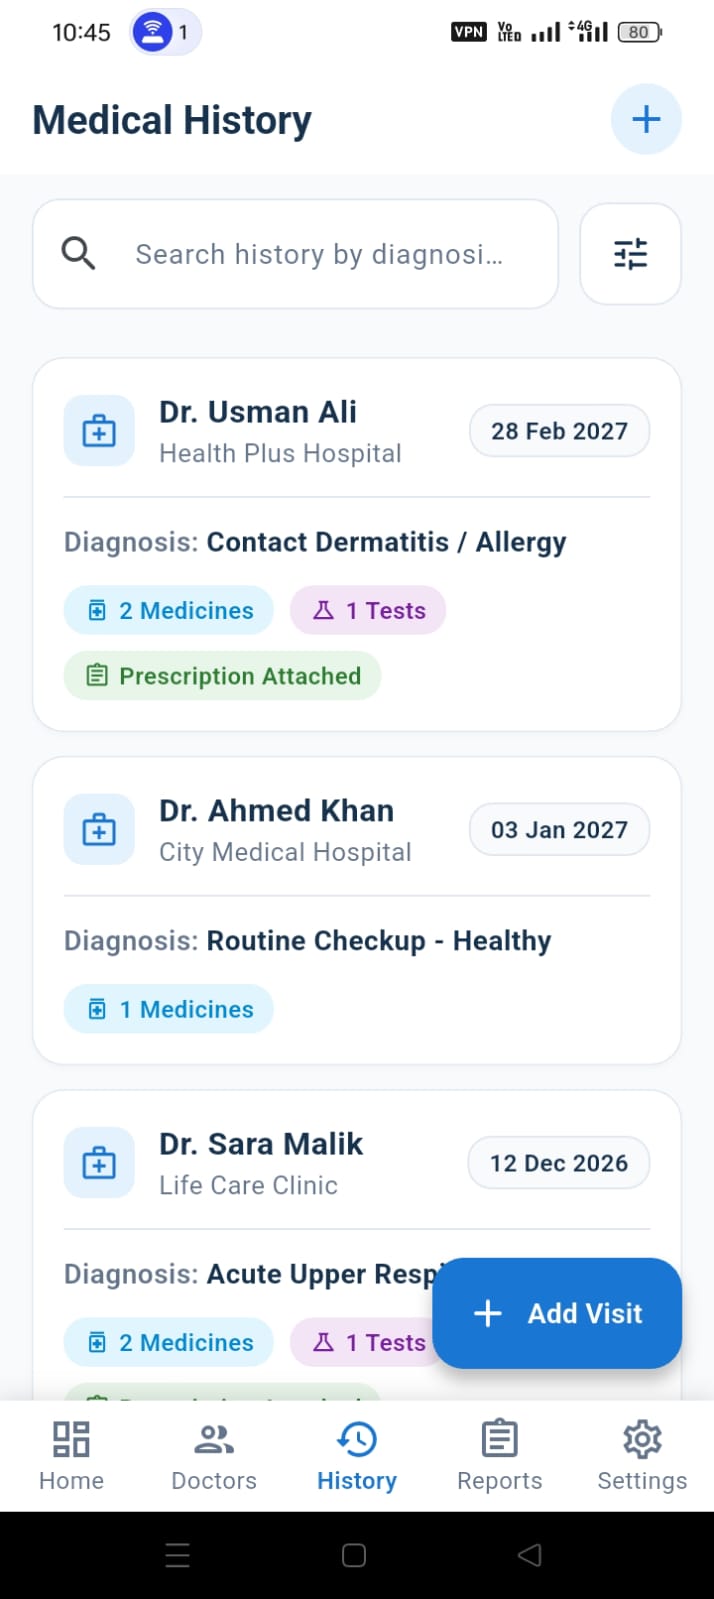 10:45 1 VPN Vo LTED 4G 80
Medical History
Search history by diagnosi...
Dr. Usman Ali
Health Plus Hospital
28 Feb 2027
Diagnosis: Contact Dermatitis / Allergy
2 Medicines 1 Tests
Prescription Attached
Dr. Ahmed Khan
City Medical Hospital
03 Jan 2027
Diagnosis: Routine Checkup - Healthy
1 Medicines
Dr. Sara Malik
Life Care Clinic
12 Dec 2026
Diagnosis: Acute Upper Resp
Add Visit
2 Medicines 1 Tests
Home Doctors History Reports Settings